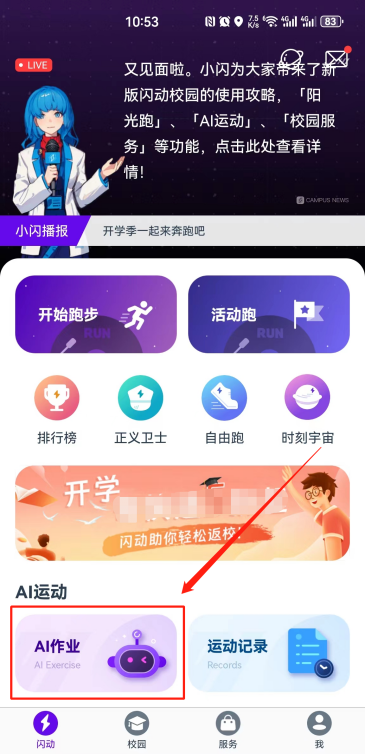 10:53
7.5 K/s
4G
4G
83
LIVE
又见面啦。小闪为大家带来了新
版闪动校园的使用攻略，「阳
光跑」、「AI运动」、「校园服
务」等功能，点击此处查看详
情！
CAMPUS NEWS
小闪播报
开学季一起来奔跑吧
开始跑步
活动跑
RUN
RUN
排行榜
正义卫士
自由跑
时刻宇宙
开学
闪动助你轻松返校！
AI运动
AI作业
运动记录
AI Exercise
Records
闪动
校园
服务
我